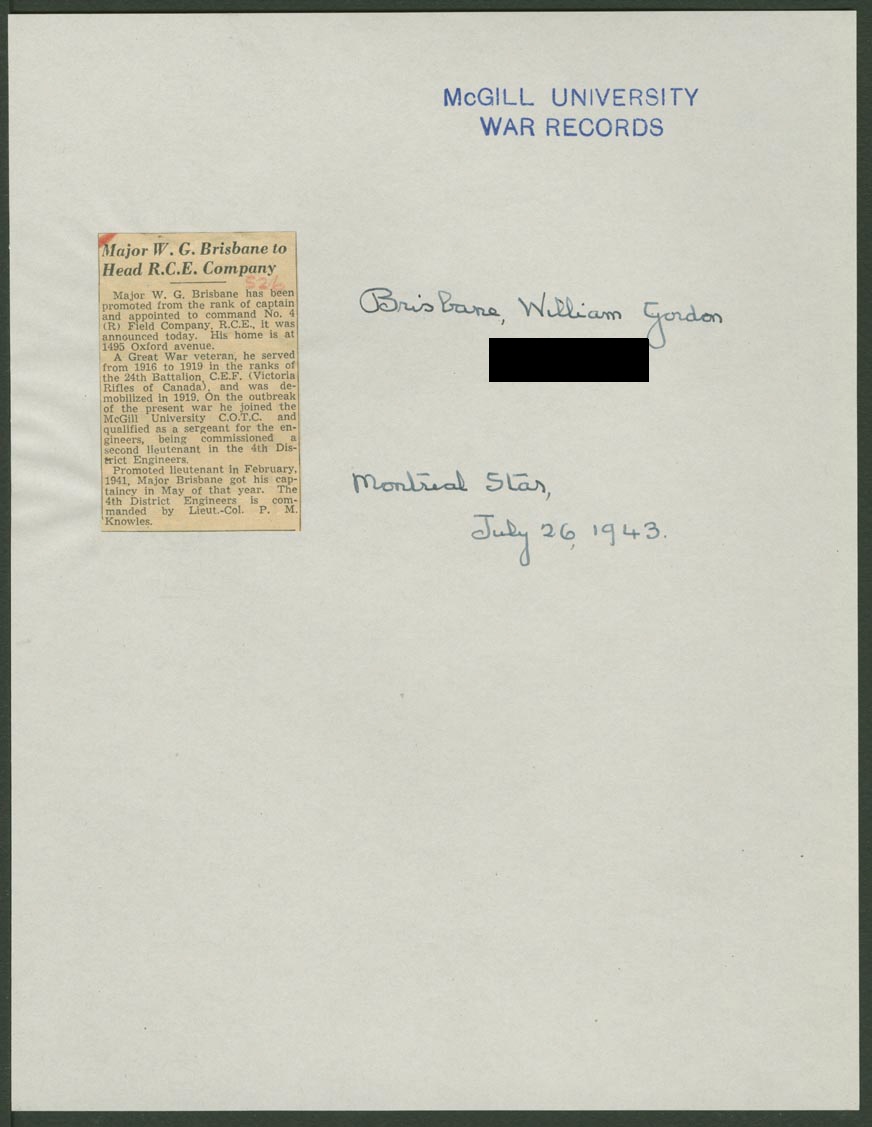 McGILL UNIVERSITY
WAR RECORDS
Major W. G. Brisbane to
Head R.C.E. Company
526
Major W. G. Brisbane has been
promoted from the rank of captain
and appointed to command No. 4
(R) Field Company, R.C.E., it was
announced today. His home is at
1495 Oxford avenue.
A Great War veteran, he served
from 1916 to 1919 in the ranks of
the 24th Battalion C.E.F. (Victoria
Rifles of Canada), and was de-
mobilized in 1919. On the outbreak
of the present war he joined the
McGill University C.O.T.C. and
qualified as a sergeant for the en-
gineers, being commissioned a
second lieutenant in the 4th Dis-
trict Engineers.
Promoted lieutenant in February,
1941, Major Brisbane got his cap-
taincy in May of that year. The
4th District Engineers is com-
manded by Lieut.-Col. P. M.
Knowles.
Brisbane, William Gordon
Montreal Star,
July 26, 1943.